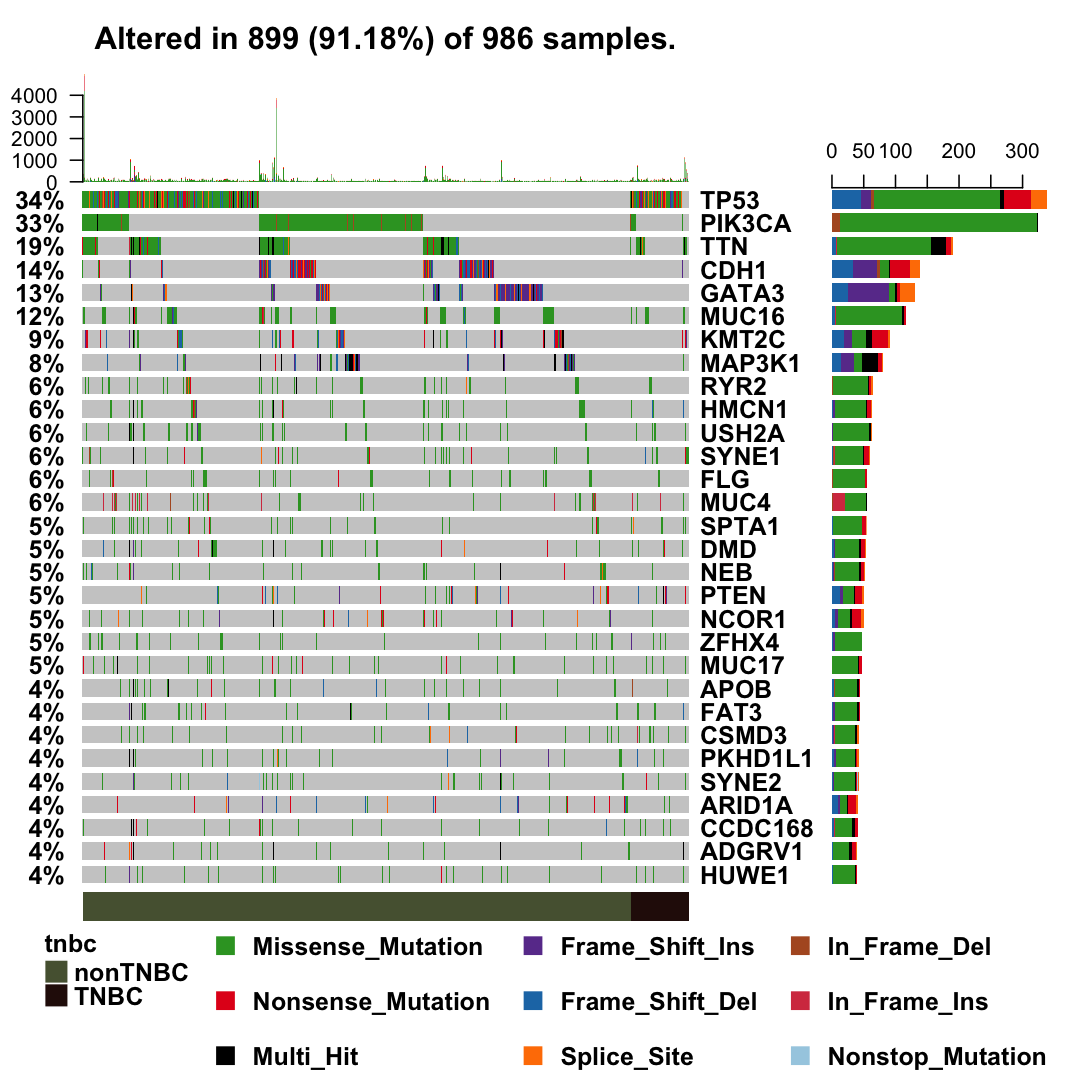 Altered in 899 (91.18%) of 986 samples.
4000
3000
2000
1000
0
0 50 100 200 300
34% TP53
33% PIK3CA
19% TTN
14% CDH1
13% GATA3
12% MUC16
9% KMT2C
8% MAP3K1
6% RYR2
6% HMCN1
6% USH2A
6% SYNE1
6% FLG
6% MUC4
5% SPTA1
5% DMD
5% NEB
5% PTEN
5% NCOR1
5% ZFHX4
5% MUC17
4% APOB
4% FAT3
4% CSMD3
4% PKHD1L1
4% SYNE2
4% ARID1A
4% CCDC168
4% ADGRV1
4% HUWE1
tnbc
nonTNBC
TNBC
Missense_Mutation Frame_Shift_Ins In_Frame_Del
Nonsense_Mutation Frame_Shift_Del In_Frame_Ins
Multi_Hit Splice_Site Nonstop_Mutation